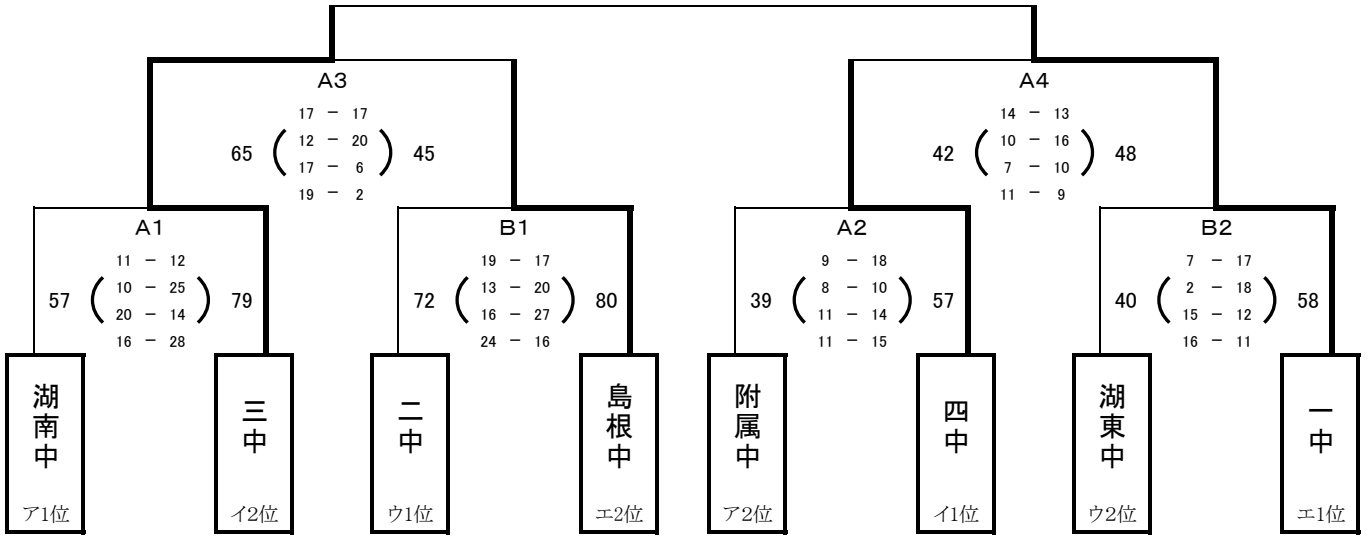 A3
17 － 17
65 ( 12 － 20 ) 45
17 － 6
19 － 2
A4
14 － 13
42 ( 10 － 16 ) 48
7 － 10
11 － 9
A1
11 － 12
57 ( 10 － 25 ) 79
20 － 14
16 － 28
B1
19 － 17
72 ( 13 － 20 ) 80
16 － 27
24 － 16
A2
9 － 18
39 ( 8 － 10 ) 57
11 － 14
11 － 15
B2
7 － 17
40 ( 2 － 18 ) 58
15 － 12
16 － 11
湖南中
ア1位
三中
イ2位
二中
ウ1位
島根中
エ2位
附属中
ア2位
四中
イ1位
湖東中
ウ2位
一中
エ1位